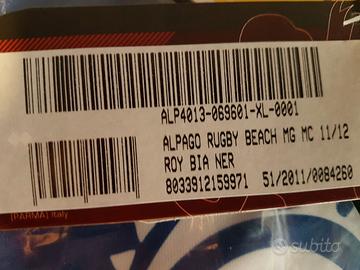 ALP4013-069601-XL-0001
ALPAGO RUGBY BEACH MG MC 11/12
ROY BIA NER
8033912159971 51/2011/0084260
(PARMA) Italy
subito